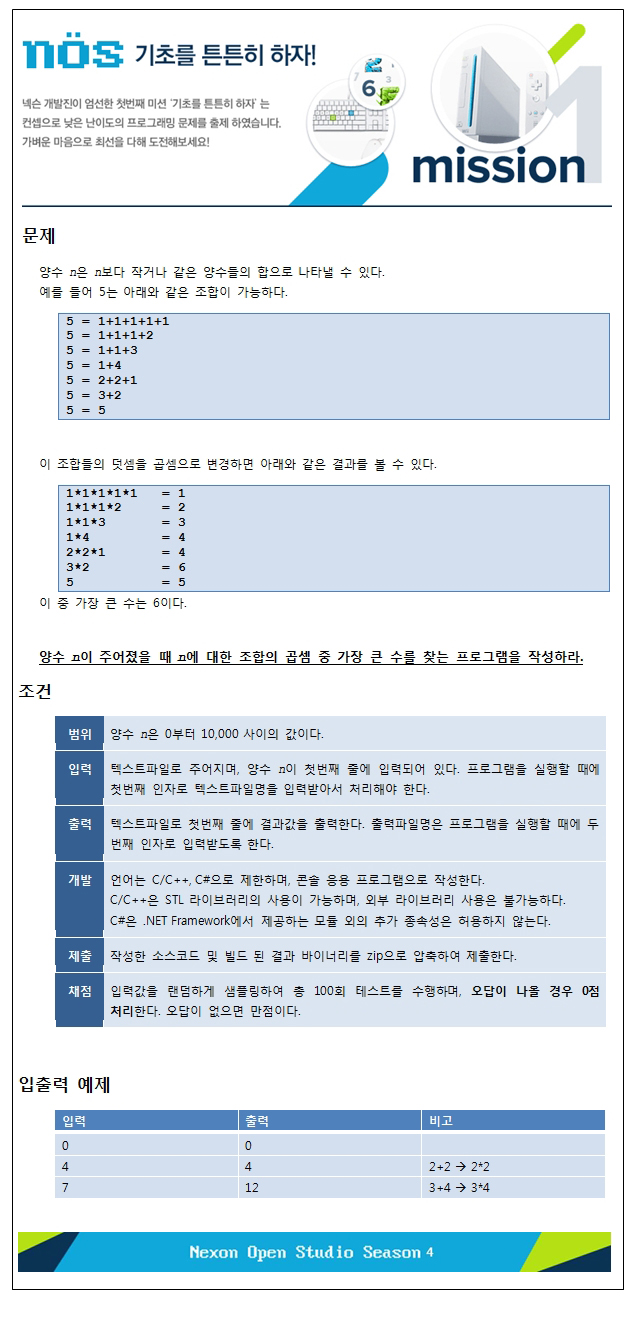 nös 기초를 튼튼히 하자!
넥슨 개발진이 엄선한 첫번째 미션 '기초를 튼튼히 하자' 는
컨셉으로 낮은 난이도의 프로그래밍 문제를 출제 하였습니다.
가벼운 마음으로 최선을 다해 도전해보세요!
6
mission
1
문제
양수 n은 n보다 작거나 같은 양수들의 합으로 나타낼 수 있다.
예를 들어 5는 아래와 같은 조합이 가능하다.
5 = 1+1+1+1+1
5 = 1+1+1+2
5 = 1+1+3
5 = 1+4
5 = 2+2+1
5 = 3+2
5 = 5
이 조합들의 덧셈을 곱셈으로 변경하면 아래와 같은 결과를 볼 수 있다.
1*1*1*1*1 = 1
1*1*1*2 = 2
1*1*3 = 3
1*4 = 4
2*2*1 = 4
3*2 = 6
5 = 5
이 중 가장 큰 수는 6이다.
양수 n이 주어졌을 때 n에 대한 조합의 곱셈 중 가장 큰 수를 찾는 프로그램을 작성하라.
조건
범위 양수 n은 0부터 10,000 사이의 값이다.
입력 텍스트파일로 주어지며, 양수 n이 첫번째 줄에 입력되어 있다. 프로그램을 실행할 때에
첫번째 인자로 텍스트파일명을 입력받아서 처리해야 한다.
출력 텍스트파일로 첫번째 줄에 결과값을 출력한다. 출력파일명은 프로그램을 실행할 때에 두
번째 인자로 입력받도록 한다.
개발 언어는 C/C++, C#으로 제한하며, 콘솔 응용 프로그램으로 작성한다.
C/C++은 STL 라이브러리의 사용이 가능하며, 외부 라이브러리 사용은 불가능하다.
C#은 .NET Framework에서 제공하는 모듈 외의 추가 종속성은 허용하지 않는다.
제출 작성한 소스코드 및 빌드 된 결과 바이너리를 zip으로 압축하여 제출한다.
채점 입력값을 랜덤하게 샘플링하여 총 100회 테스트를 수행하며, 오답이 나올 경우 0점
처리한다. 오답이 없으면 만점이다.
입출력 예제
입력 출력 비고
0 0
4 4 2+2 → 2*2
7 12 3+4 → 3*4
Nexon Open Studio Season 4